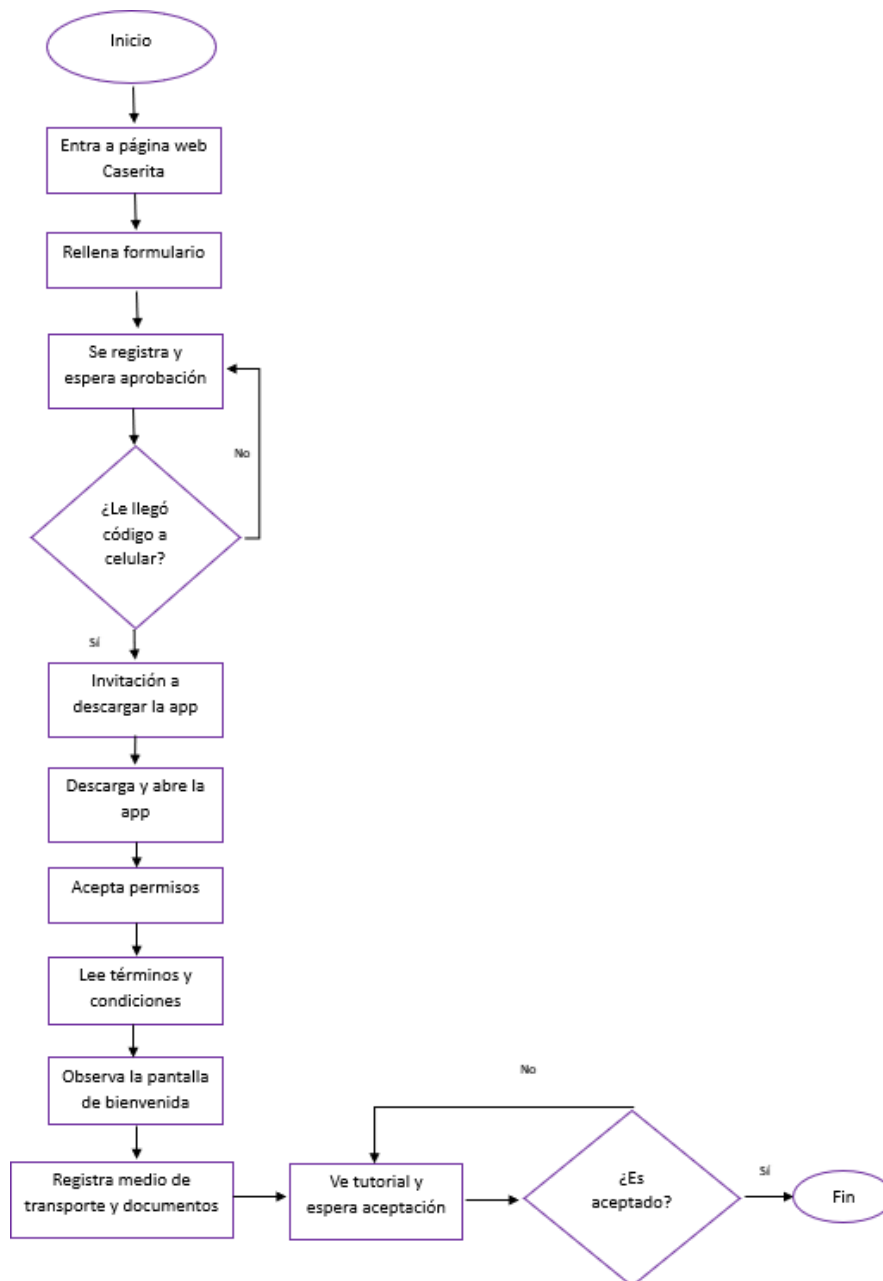 Inicio
Entra a página web
Caserita
Rellena formulario
Se registra y
espera aprobación
No
¿Le llegó
código a
celular?
Sí
Invitación a
descargar la app
Descarga y abre la
app
Acepta permisos
Lee términos y
condiciones
Observa la pantalla
de bienvenida
Registra medio de
transporte y documentos
Ve tutorial y
espera aceptación
No
¿Es
aceptado?
Sí
Fin